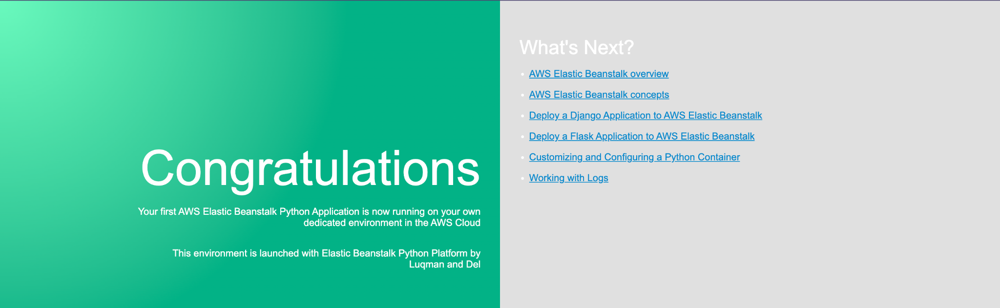 Congratulations
Your first AWS Elastic Beanstalk Python Application is now running on your own
dedicated environment in the AWS Cloud
This environment is launched with Elastic Beanstalk Python Platform by
Luqman and Del
What's Next?
AWS Elastic Beanstalk overview
AWS Elastic Beanstalk concepts
Deploy a Django Application to AWS Elastic Beanstalk
Deploy a Flask Application to AWS Elastic Beanstalk
Customizing and Configuring a Python Container
Working with Logs